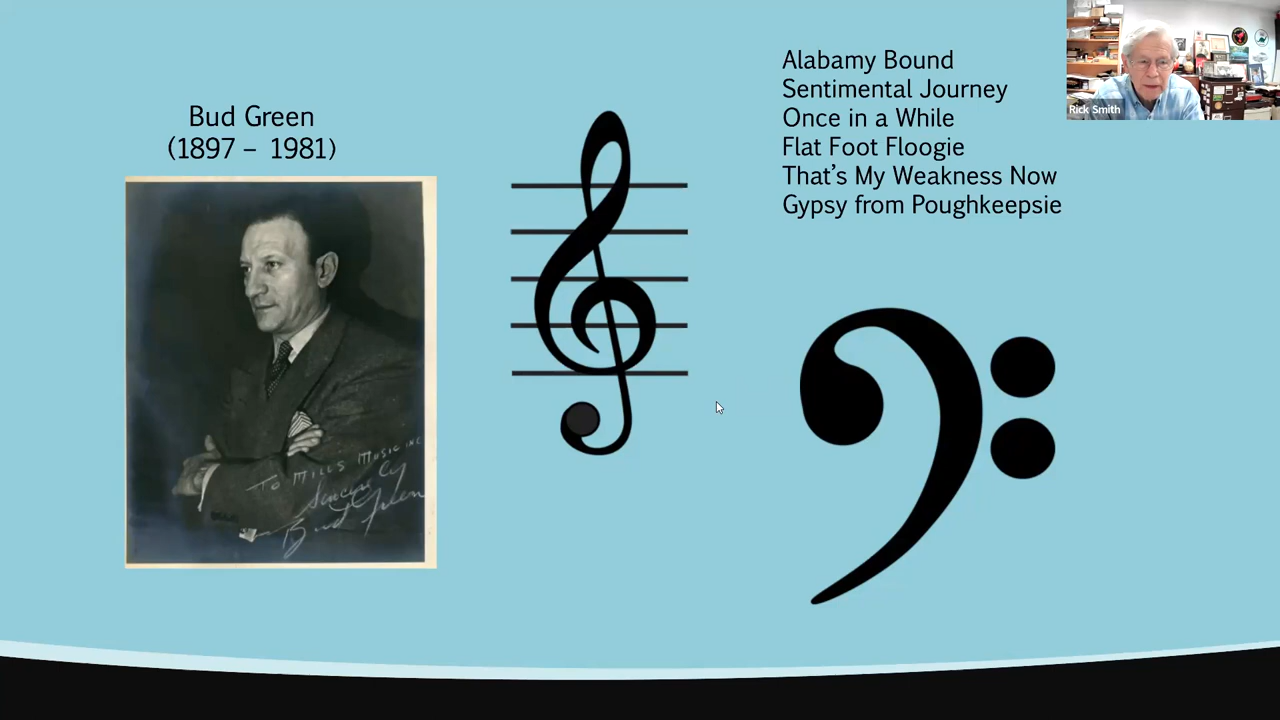 Bud Green
(1897 – 1981)
TO MILLS MUSIC INC
Sincerely
Bud Green
Alabamy Bound
Sentimental Journey
Once in a While
Flat Foot Floogie
That's My Weakness Now
Gypsy from Poughkeepsie
Rick Smith